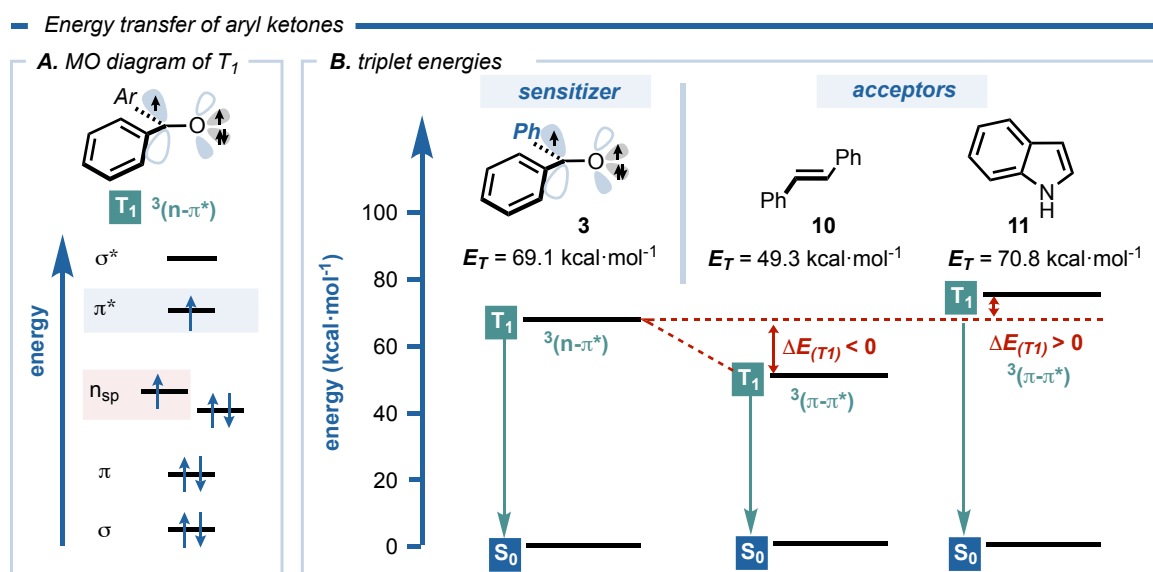 Energy transfer of aryl ketones
A. MO diagram of T1
Ar
O
T1 3(n-π*)
energy
σ*
π*
nsp
π
σ
B. triplet energies
sensitizer
acceptors
Ph
O
3
ET = 69.1 kcal·mol-1
Ph
Ph
10
ET = 49.3 kcal·mol-1
N
H
11
ET = 70.8 kcal·mol-1
energy (kcal·mol-1)
100
80
60
40
20
0
T1
3(n-π*)
S0
ΔE(T1) < 0
T1
3(π-π*)
S0
T1
ΔE(T1) > 0
3(π-π*)
S0